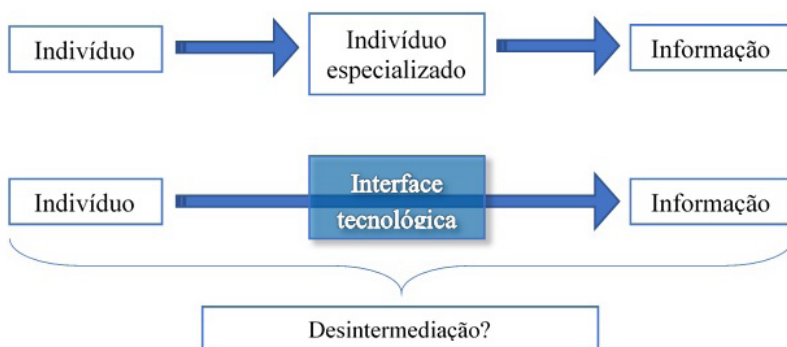 Indivíduo
Indivíduo
especializado
Informação
Indivíduo
Interface
tecnológica
Informação
Desintermediação?